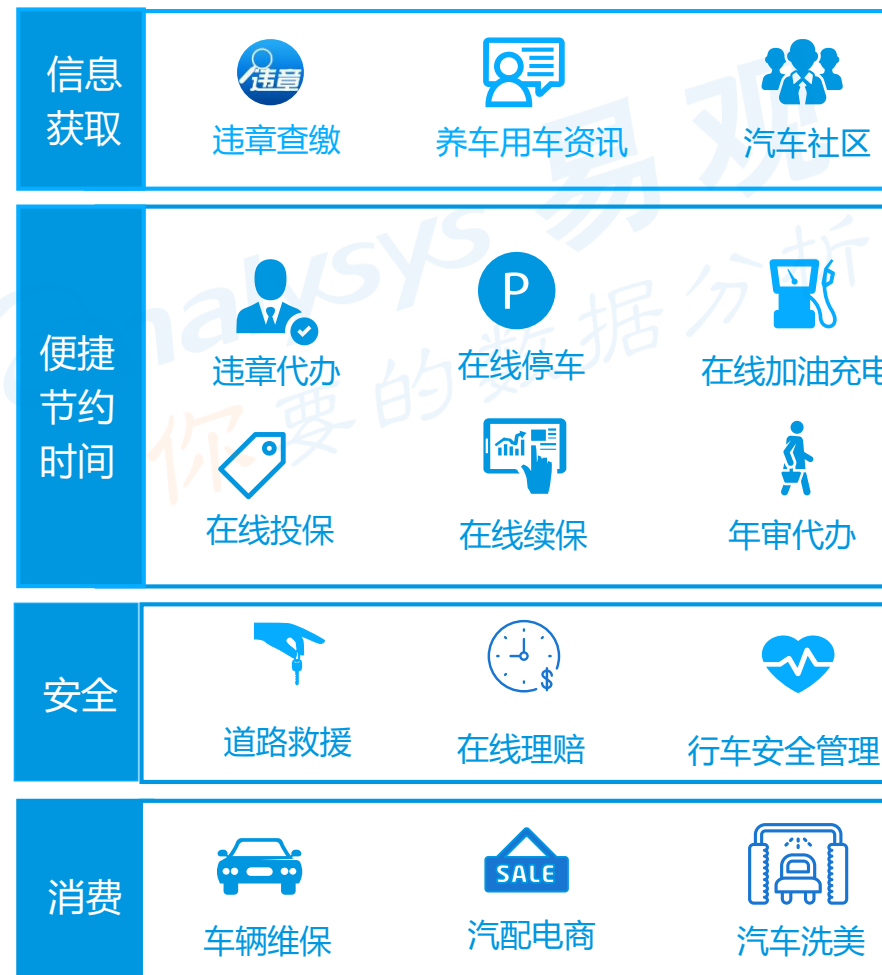 信息
获取
违章
违章查缴
养车用车资讯
汽车社区
便捷
节约
时间
P
违章代办
在线停车
在线加油充电
在线投保
在线续保
年审代办
安全
$
道路救援
在线理赔
行车安全管理
消费
SALE
车辆维保
汽配电商
汽车洗美
analysys 易观
你要的数据分析